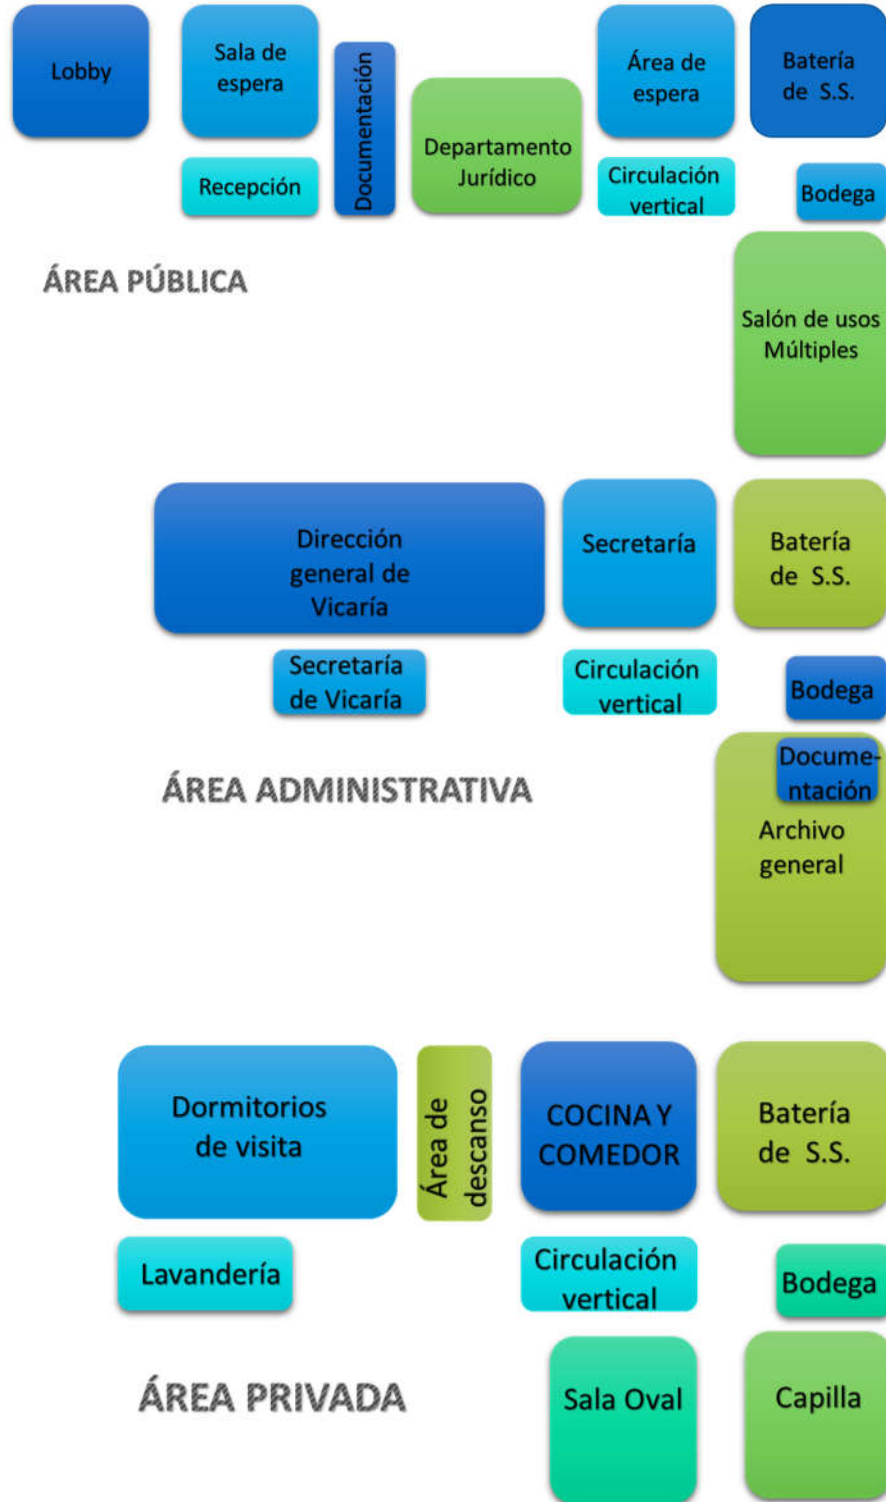 Lobby
Sala de
espera
Documentación
Departamento
Jurídico
Área de
espera
Batería
de S.S.
Recepción
Circulación
vertical
Bodega
ÁREA PÚBLICA
Salón de usos
Múltiples
Dirección
general de
Vicaría
Secretaría
Batería
de S.S.
Secretaría
de Vicaría
Circulación
vertical
Bodega
ÁREA ADMINISTRATIVA
Docume-
ntación
Archivo
general
Dormitorios
de visita
Área de
descanso
COCINA Y
COMEDOR
Batería
de S.S.
Lavandería
Circulación
vertical
Bodega
ÁREA PRIVADA
Sala Oval
Capilla